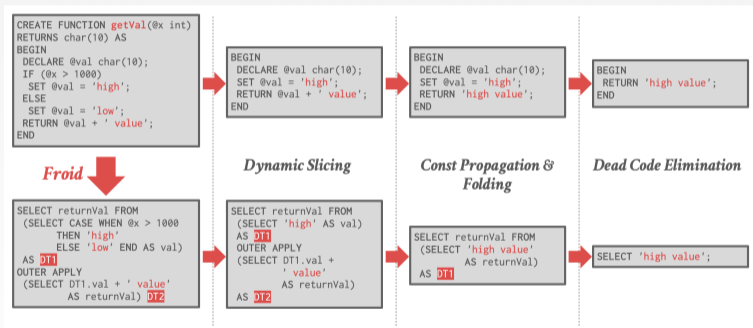 CREATE FUNCTION getVal(@x int)
RETURNS char(10) AS
BEGIN
DECLARE @val char(10);
IF (@x > 1000)
SET @val = 'high';
ELSE
SET @val = 'low';
RETURN @val + ' value';
END
BEGIN
DECLARE @val char(10);
SET @val = 'high';
RETURN @val + ' value';
END
BEGIN
DECLARE @val char(10);
SET @val = 'high';
RETURN 'high value';
END
BEGIN
RETURN 'high value';
END
Froid
Dynamic Slicing
Const Propagation &
Folding
Dead Code Elimination
SELECT returnVal FROM
(SELECT CASE WHEN @x > 1000
THEN 'high'
ELSE 'low' END AS val)
AS DT1
OUTER APPLY
(SELECT DT1.val + ' value'
AS returnVal) DT2
SELECT returnVal FROM
(SELECT 'high' AS val)
AS DT1
OUTER APPLY
(SELECT DT1.val +
' value'
AS returnVal)
AS DT2
SELECT returnVal FROM
(SELECT 'high value'
AS returnVal)
AS DT1
SELECT 'high value';